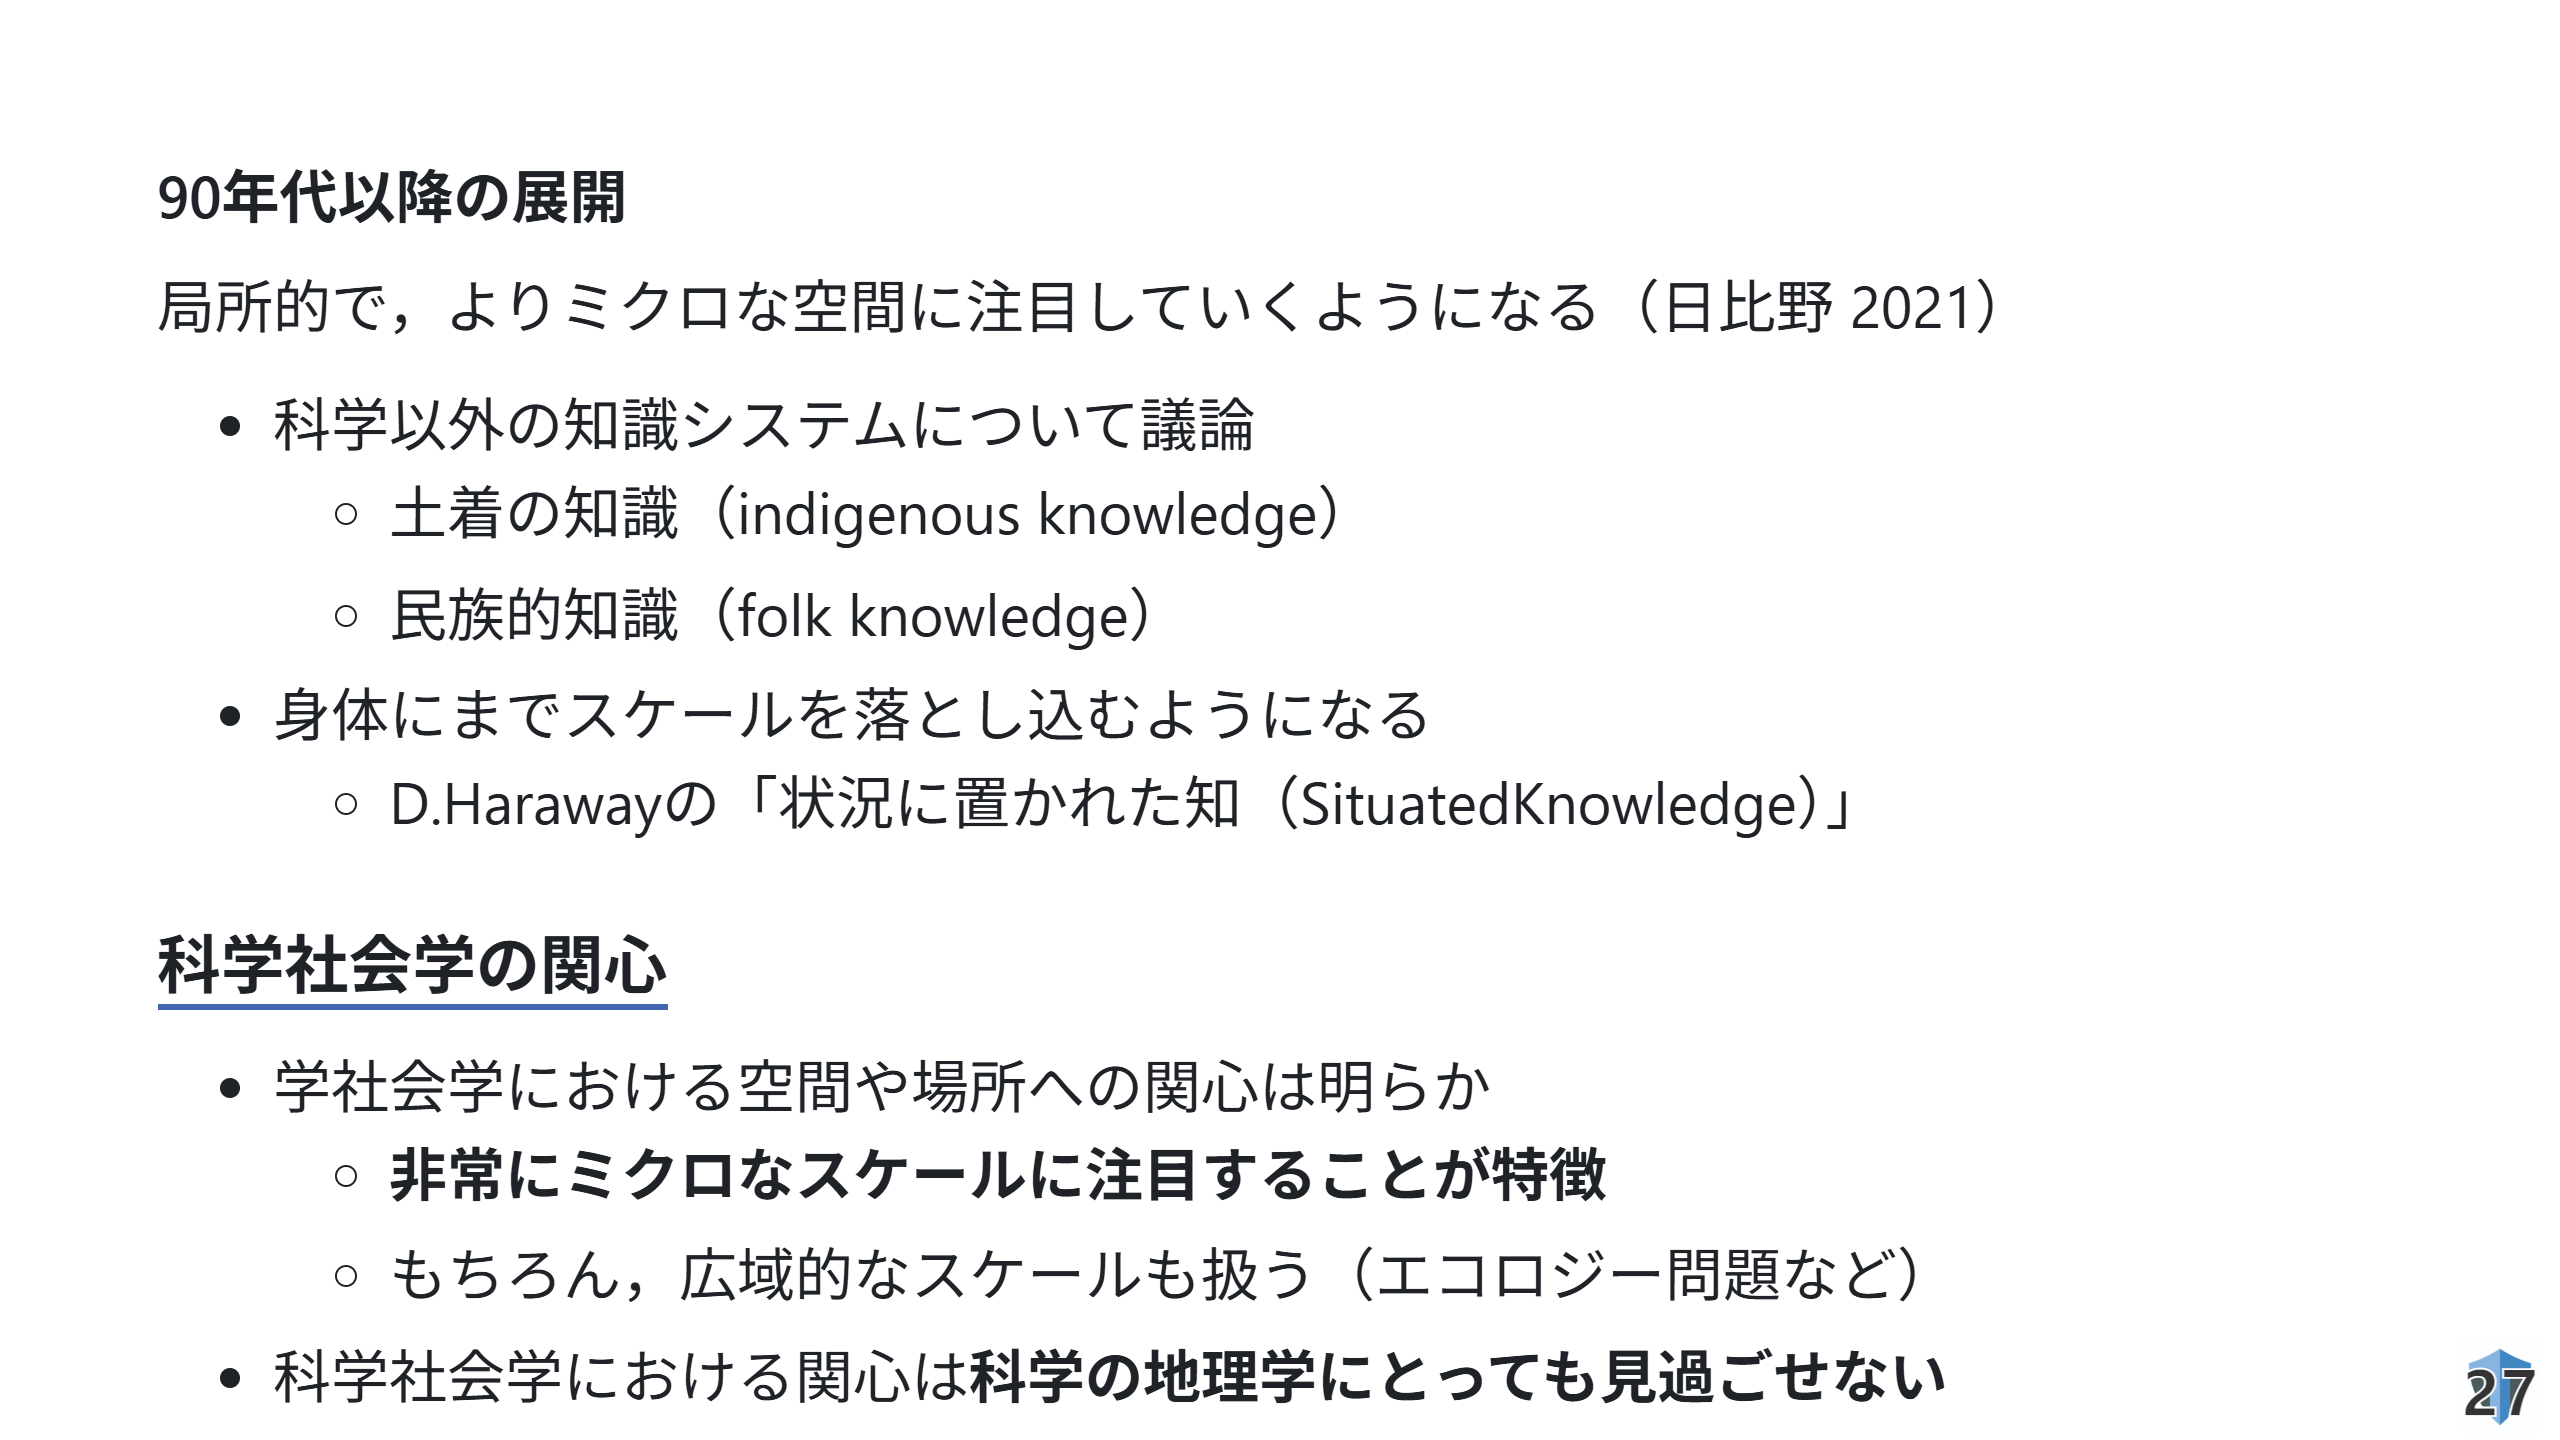 90年代以降の展開
局所的で，よりミクロな空間に注目していくようになる（日比野 2021）
科学以外の知識システムについて議論
土着の知識（indigenous knowledge）
民族的知識（folk knowledge）
身体にまでスケールを落とし込むようになる
D.Harawayの「状況に置かれた知（SituatedKnowledge）」
科学社会学の関心
学社会学における空間や場所への関心は明らか
非常にミクロなスケールに注目することが特徴
もちろん，広域的なスケールも扱う（エコロジー問題など）
科学社会学における関心は科学の地理学にとっても見過ごせない
27